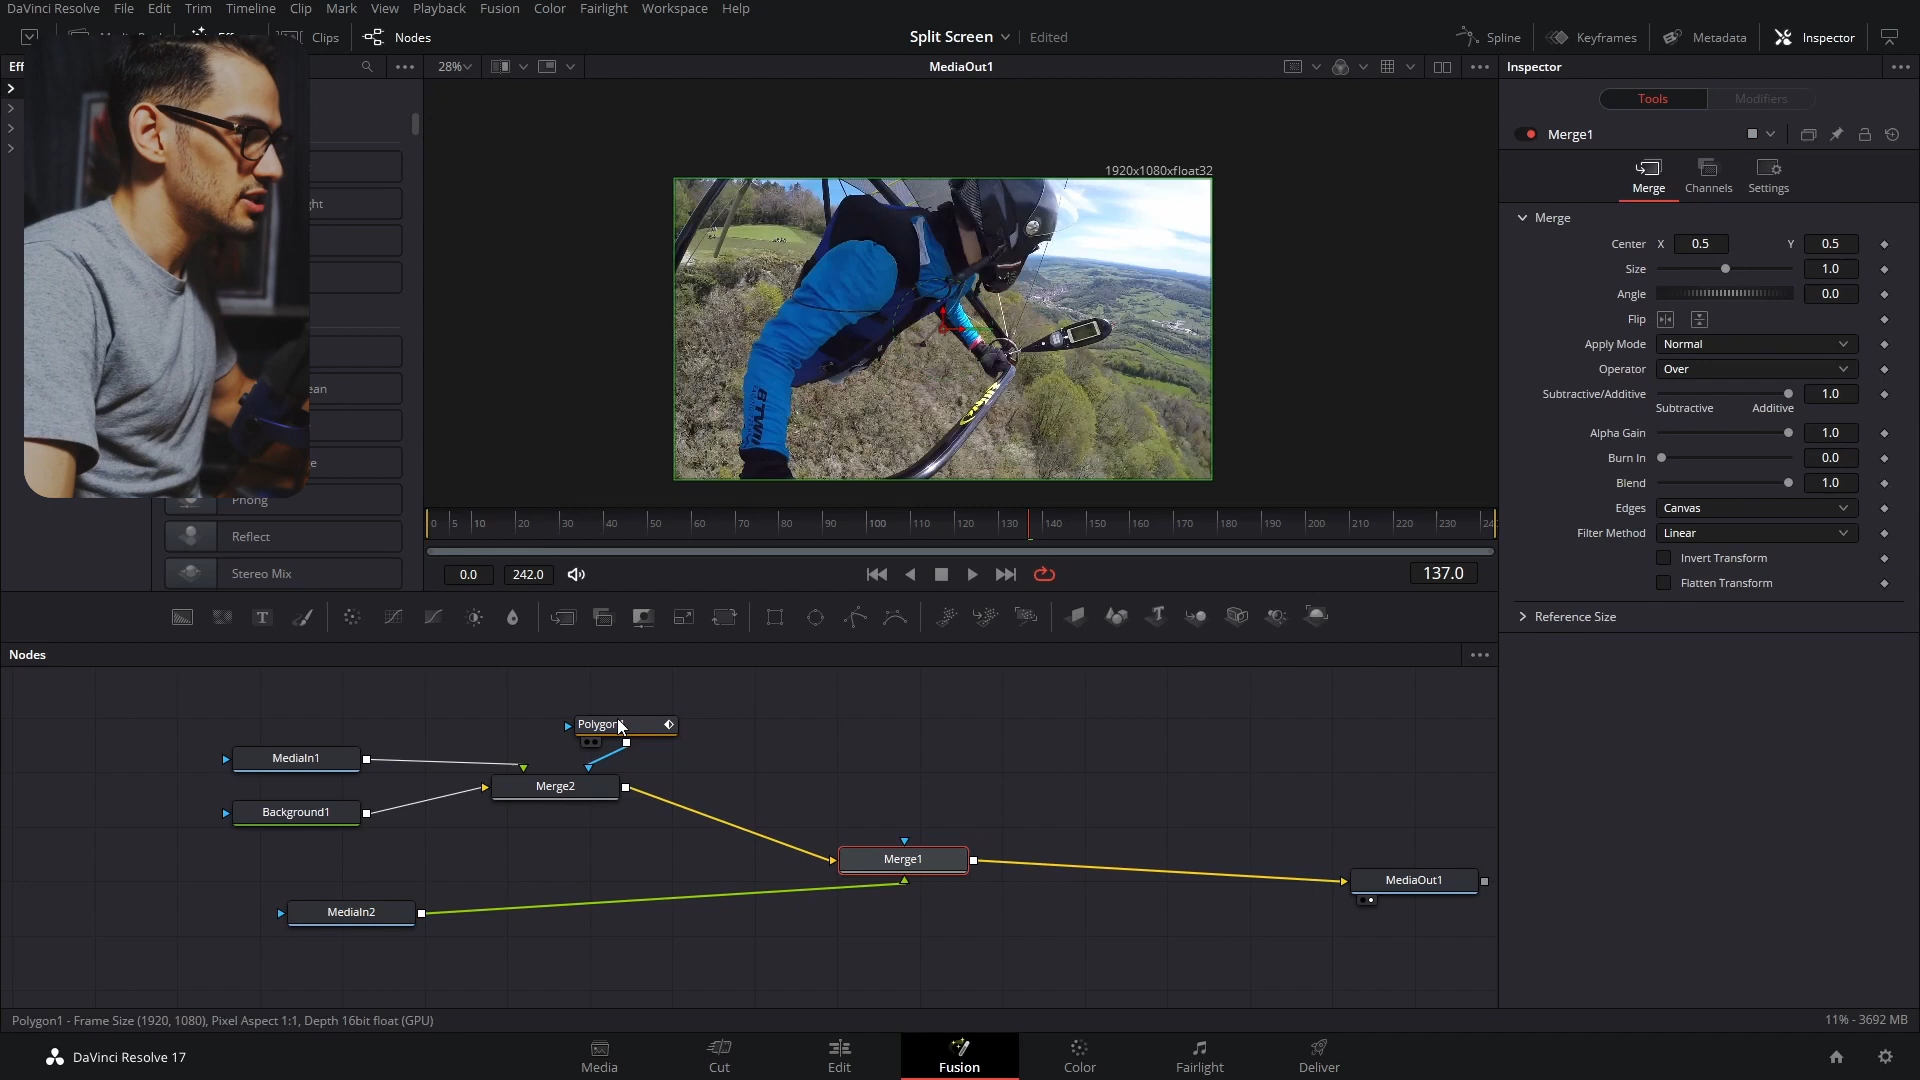 DaVinci Resolve File Edit Trim Timeline Clip Mark View Playback Fusion Color Fairlight Workspace Help
Clips Nodes Split Screen Edited Spline Keyframes Metadata Inspector
Eff 28% MediaOut1 Inspector
Tools Modifiers
Merge1
1920x1080xfloat32
Merge Channels Settings
Merge
Center X 0.5 Y 0.5
Size 1.0
Angle 0.0
Flip
Apply Mode Normal
Operator Over
Subtractive/Additive 1.0
Subtractive Additive
Alpha Gain 1.0
Burn In 0.0
Blend 1.0
Edges Canvas
Filter Method Linear
Invert Transform
Flatten Transform
Reference Size
ght
ean
e
Phong
Reflect
Stereo Mix
BTWI
0 5 10 20 30 40 50 60 70 80 90 100 110 120 130 140 150 160 170 180 190 200 210 220 230 24
0.0 242.0 137.0
Nodes
Polygon
MediaIn1
Merge2
Background1
Merge1
MediaOut1
MediaIn2
Polygon1 - Frame Size (1920, 1080), Pixel Aspect 1:1, Depth 16bit float (GPU) 11% - 3692 MB
DaVinci Resolve 17 Media Cut Edit Fusion Color Fairlight Deliver